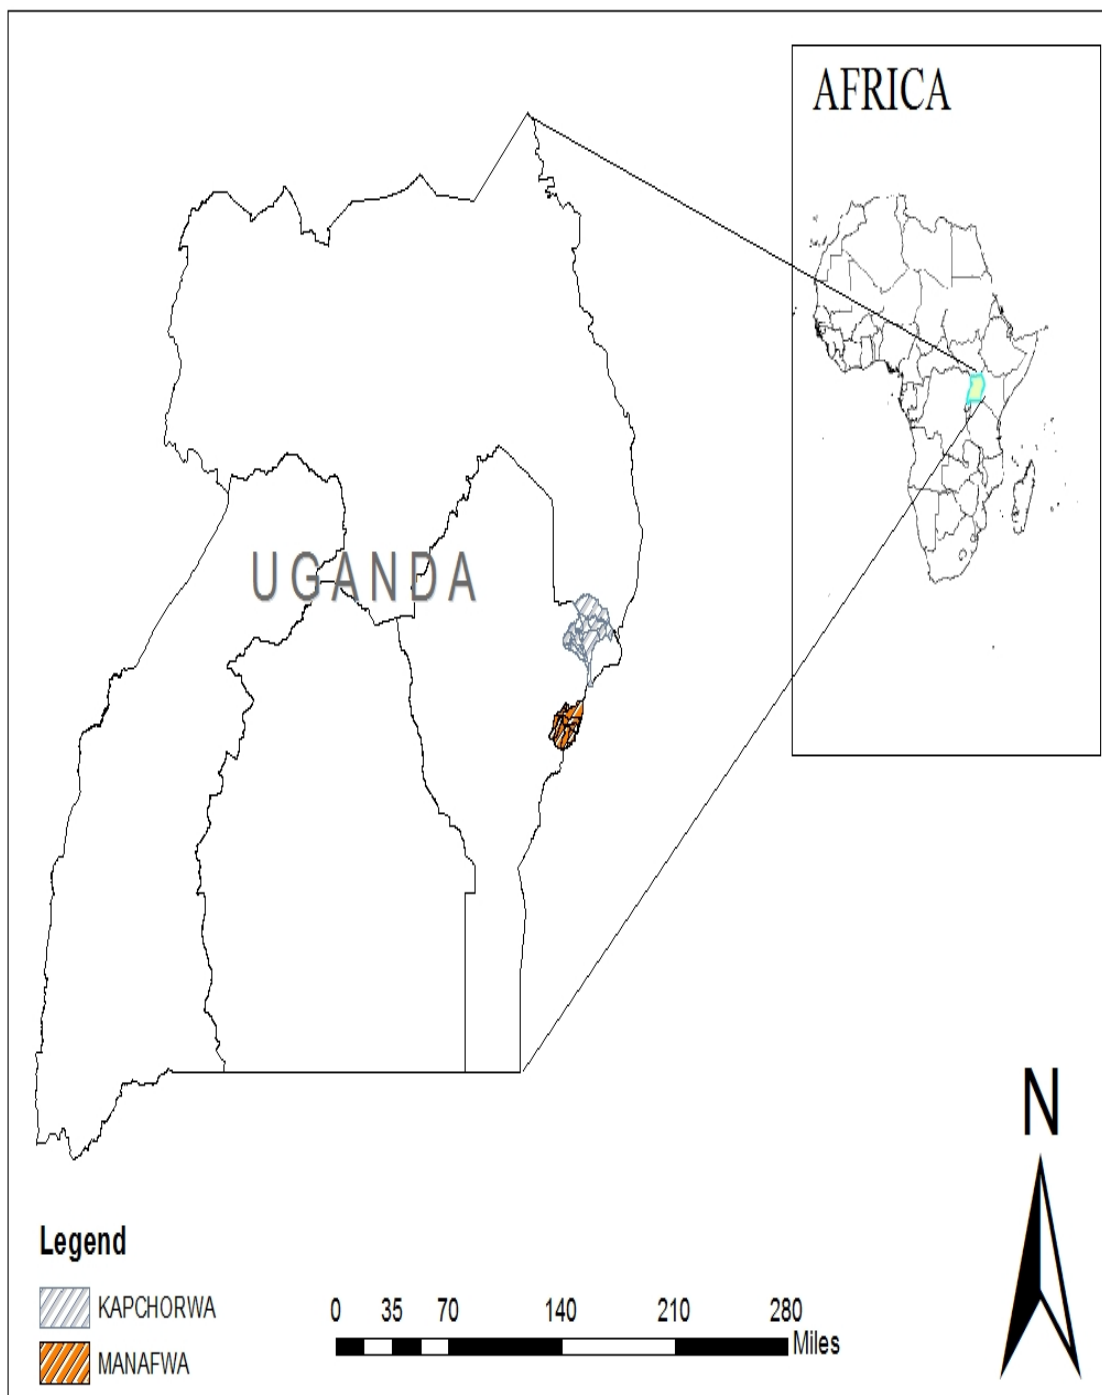 AFRICA
UGANDA
N
Legend
KAPCHORWA
MANAFWA
0 35 70 140 210 280
Miles